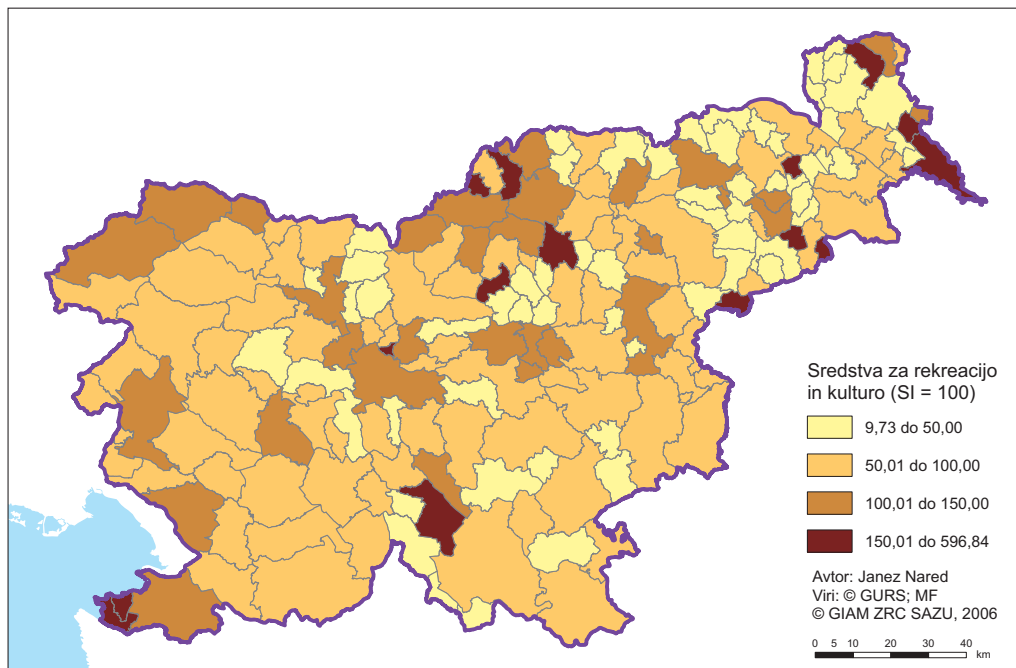 Sredstva za rekreacijo
in kulturo (SI = 100)
9,73 do 50,00
50,01 do 100,00
100,01 do 150,00
150,01 do 596,84
Avtor: Janez Nared
Viri: © GURS; MF
© GIAM ZRC SAZU, 2006
0 5 10 20 30 40
km